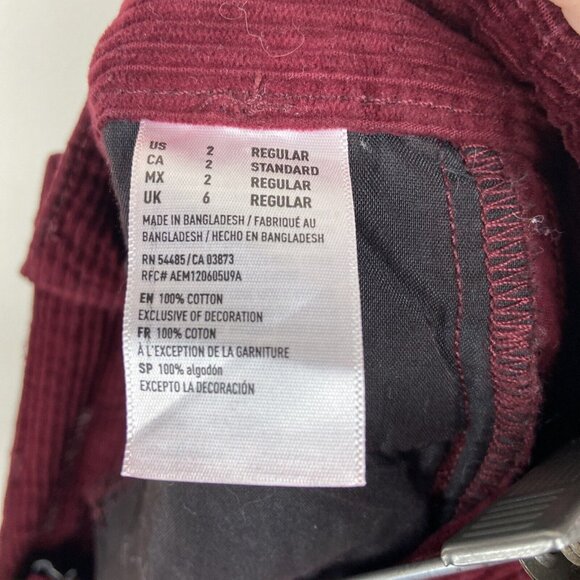 US 2 REGULAR
CA 2 STANDARD
MX 2 REGULAR
UK 6 REGULAR
MADE IN BANGLADESH / FABRIQUÉ AU
BANGLADESH / HECHO EN BANGLADESH
RN 54485/CA 03873
RFC# AEM120605U9A
EN 100% COTTON
EXCLUSIVE OF DECORATION
FR 100% COTON
À L'EXCEPTION DE LA GARNITURE
SP 100% algodón
EXCEPTO LA DECORACIÓN